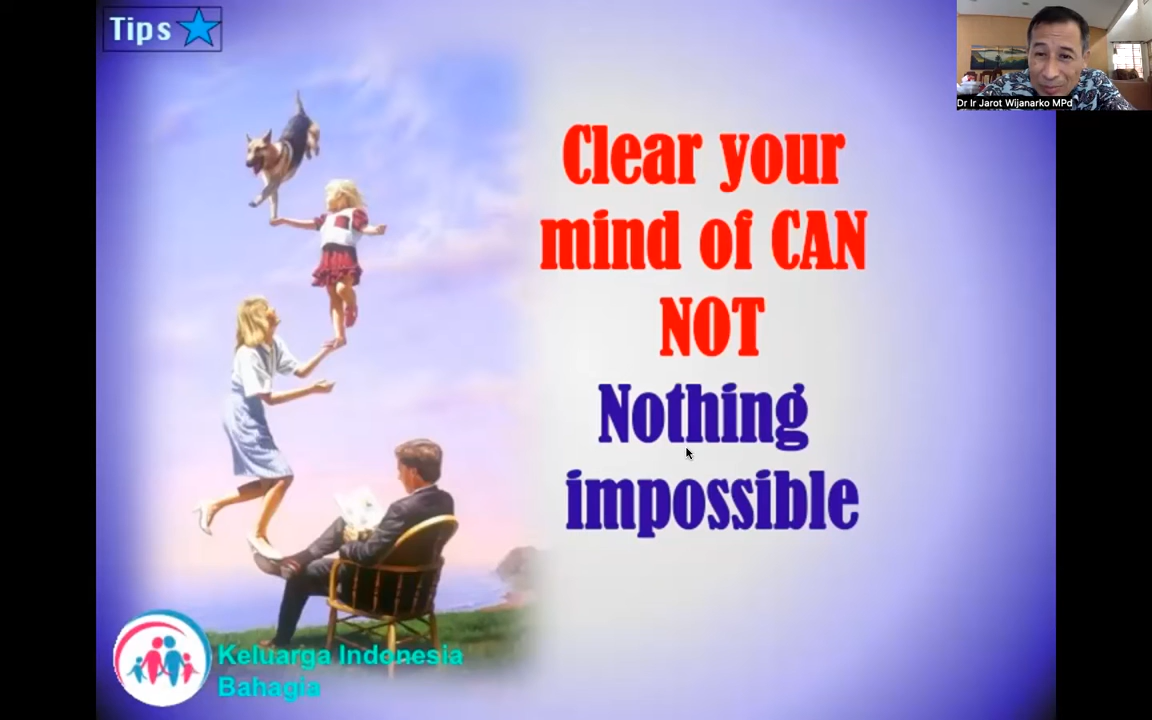 Tips
Dr Ir Jarot Wijanarko MPd
Clear your
mind of CAN
NOT
Nothing
impossible
Keluarga Indonesia
Bahagia